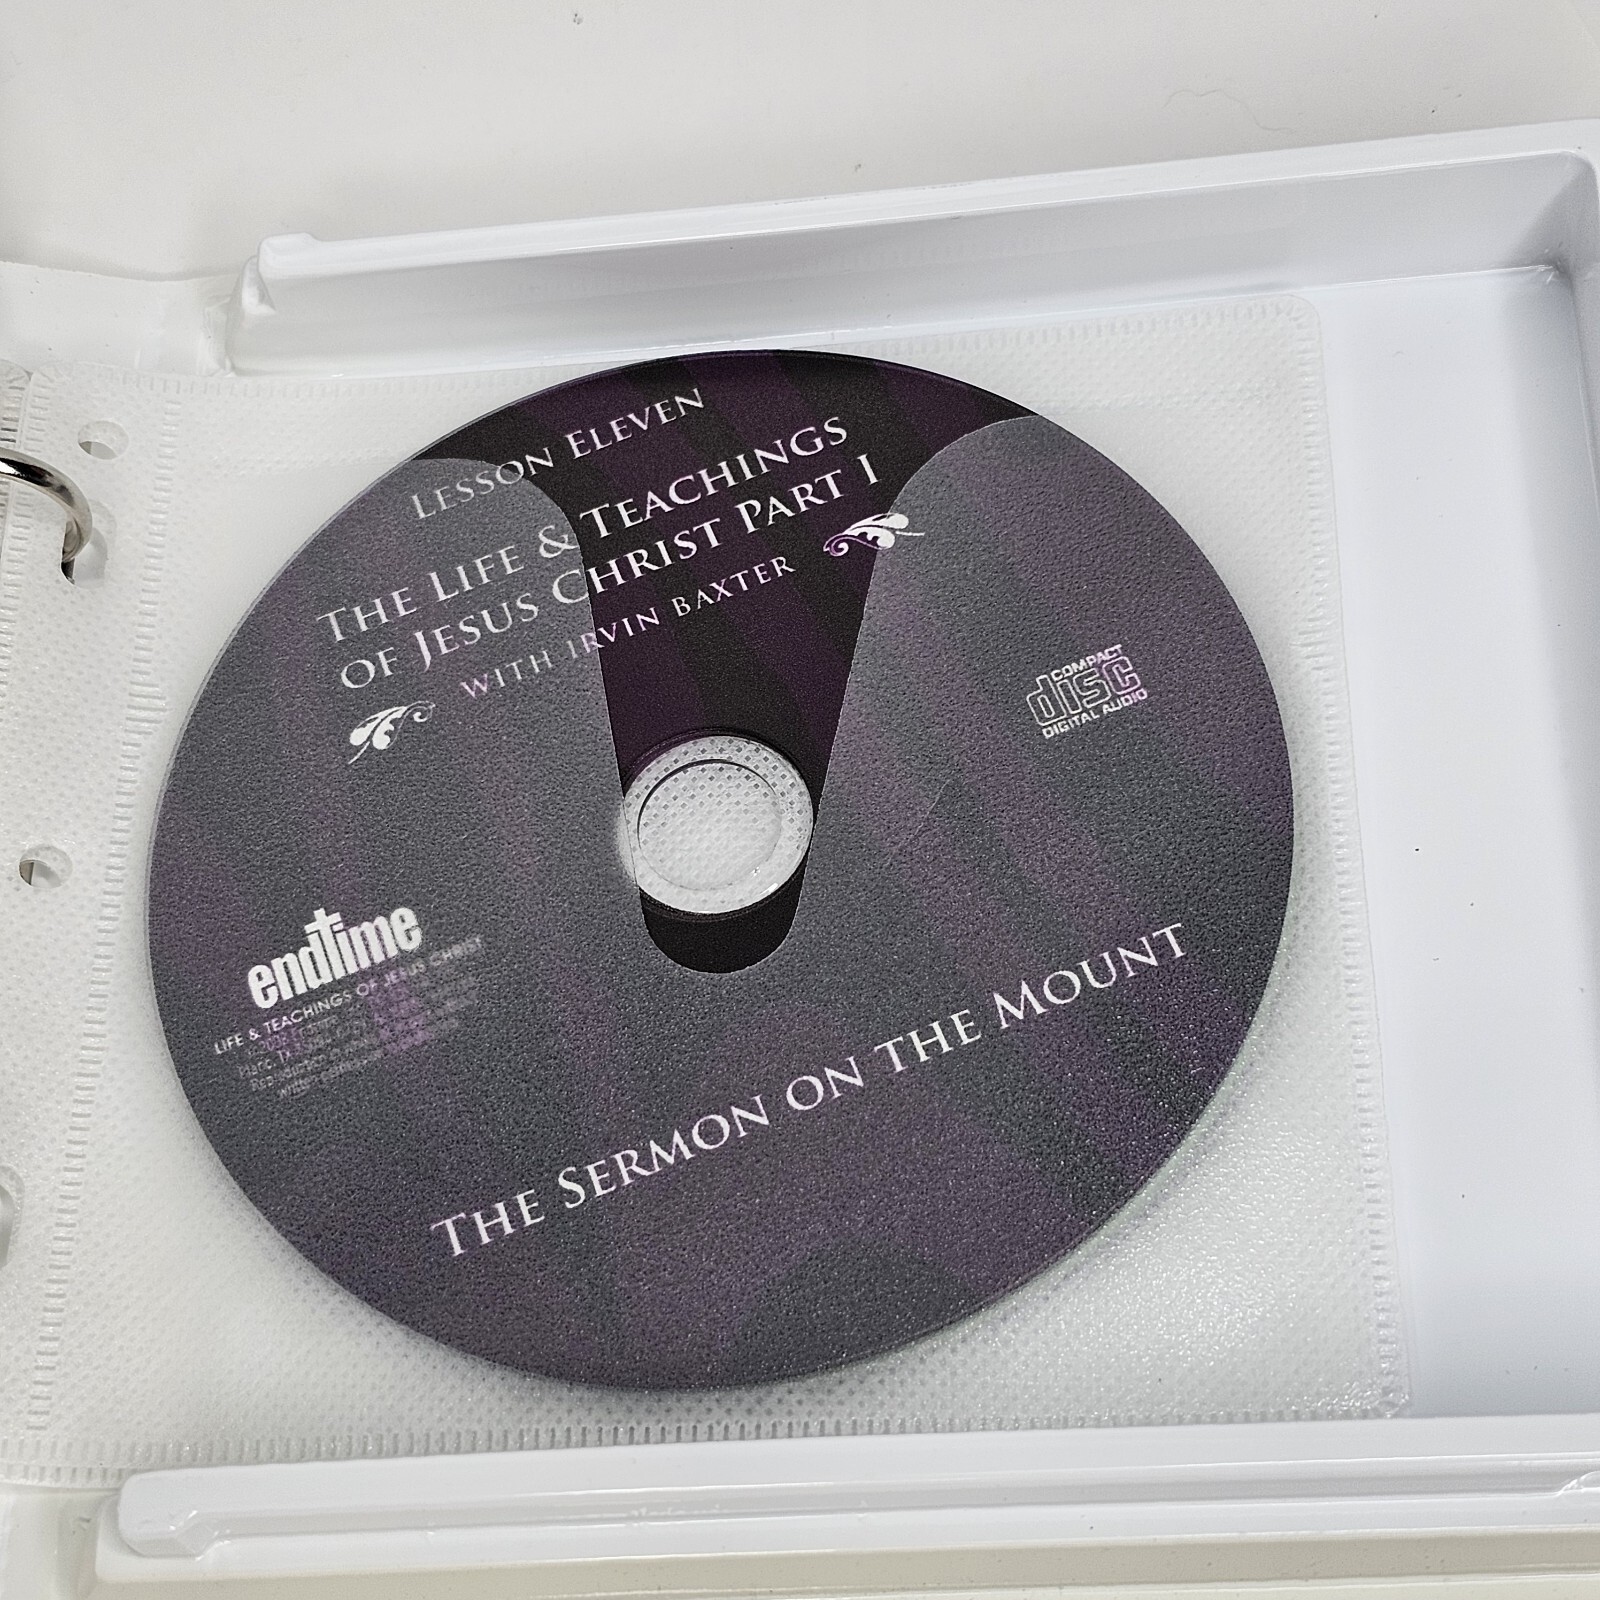 LESSON ELEVEN
THE LIFE & TEACHINGS
OF JESUS CHRIST PART I
WITH IRVIN BAXTER
COMPACT
disc
DIGITAL AUDIO
endtime
LIFE & TEACHINGS OF JESUS CHRIST
THE SERMON ON THE MOUNT